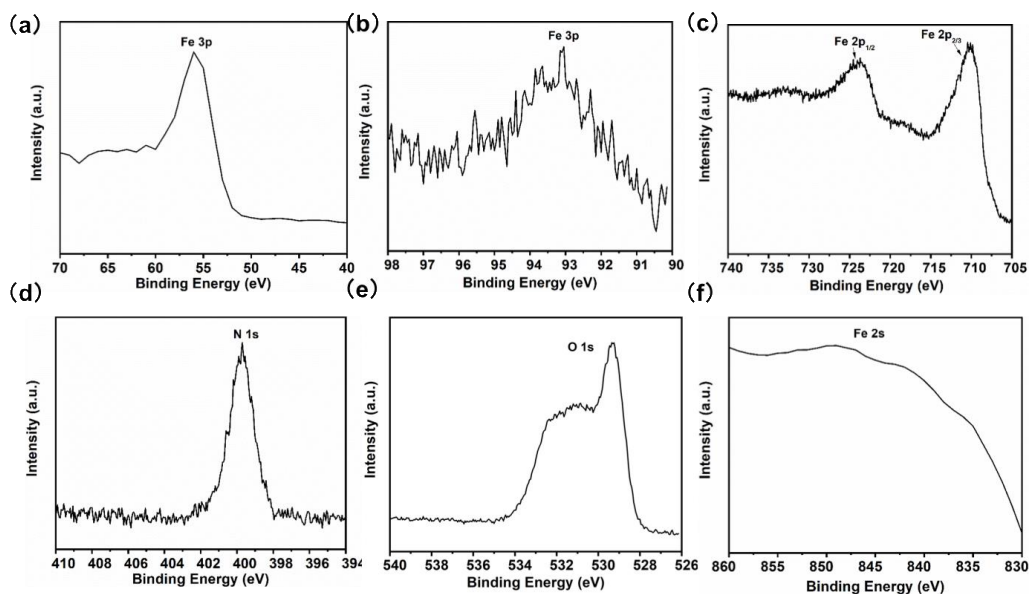 (a)
Fe 3p
Intensity (a.u.)
70 65 60 55 50 45 40
Binding Energy (eV)
(b)
Fe 3p
Intensity (a.u.)
98 97 96 95 94 93 92 91 90
Binding Energy (eV)
(c)
Fe 2p1/2
Fe 2p2/3
Intensity (a.u.)
740 735 730 725 720 715 710 705
Binding Energy (eV)
(d)
N 1s
Intensity (a.u.)
410 408 406 404 402 400 398 396 394
Binding Energy (eV)
(e)
O 1s
Intensity (a.u.)
540 538 536 534 532 530 528 526
Binding Energy (eV)
(f)
Fe 2s
Intensity (a.u.)
860 855 850 845 840 835 830
Binding Energy (eV)